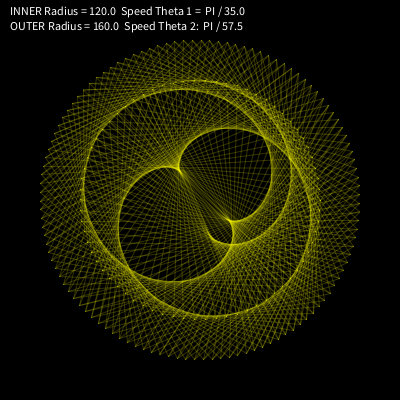 INNER Radius = 120.0  Speed Theta 1 =  PI / 35.0
OUTER Radius = 160.0  Speed Theta 2:  PI / 57.5